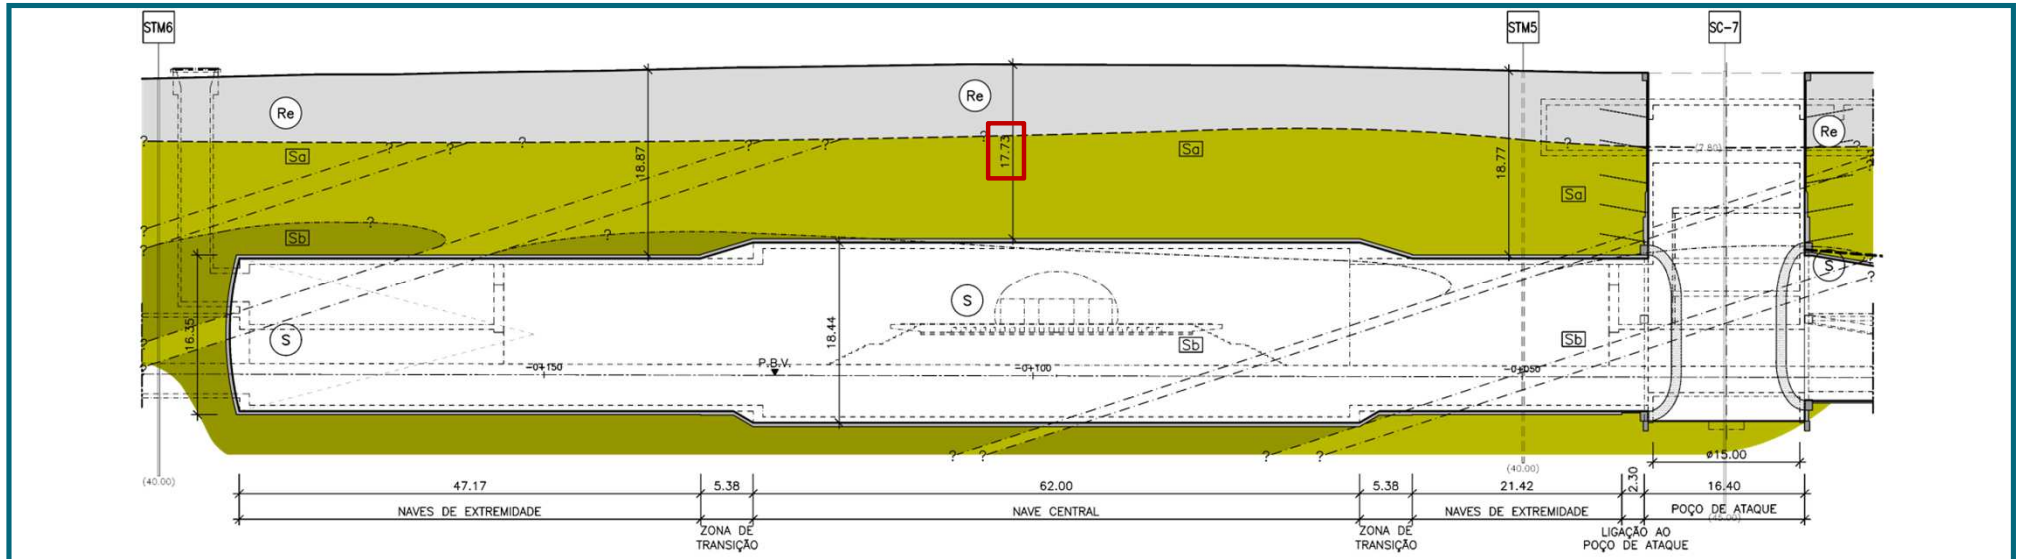 STM6
STM5
SC-7
Re
Re
Re
?
?
?
?
?
?
?
?
?
?
Sa
Sa
Sa
18.87
17.73
18.77
(7.80)
?
?
?
Sb
?
?
S
S
S
?
16.35
18.44
Sb
Sb
P.B.V.
-0+150
-0+100
-0+050
?
?
?
?
?
?
(40.00)
(40.00)
ø15.00
47.17
5.38
62.00
5.38
21.42
2.30
16.40
NAVES DE EXTREMIDADE
ZONA DE
TRANSIÇÃO
NAVE CENTRAL
ZONA DE
TRANSIÇÃO
NAVES DE EXTREMIDADE
LIGAÇÃO AO
POÇO DE ATAQUE
POÇO DE ATAQUE